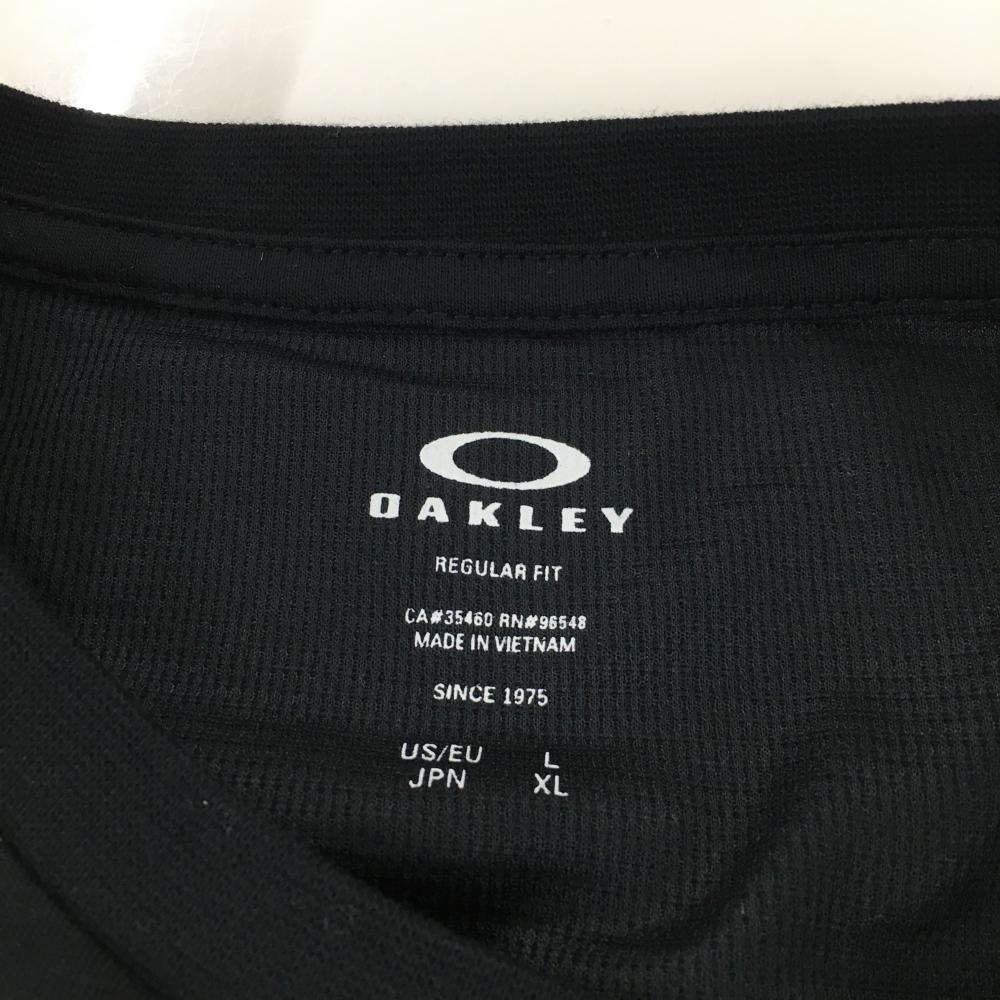 OAKLEY
REGULAR FIT
CA#35460 RN#96548
MADE IN VIETNAM
SINCE 1975
US/EU L
JPN XL